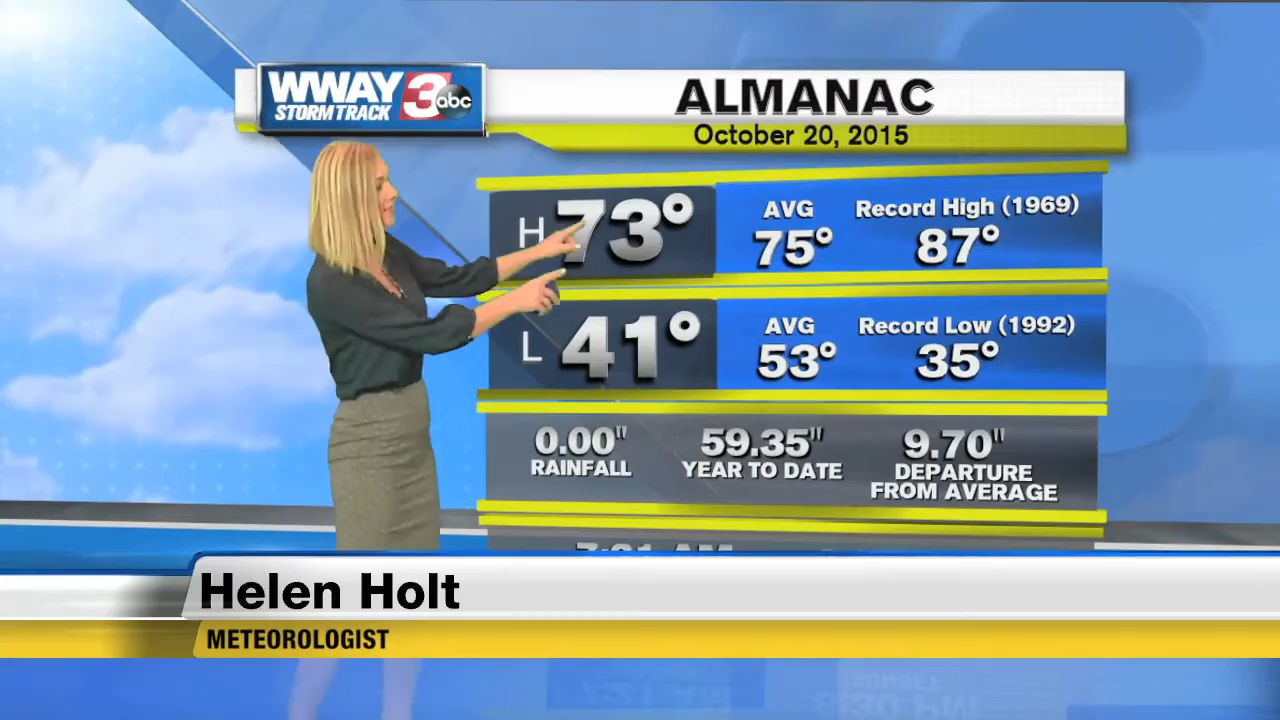 WWAY 3 abc
STORMTRACK
ALMANAC
October 20, 2015
H 73°
AVG
75°
Record High (1969)
87°
L 41°
AVG
53°
Record Low (1992)
35°
0.00"
RAINFALL
59.35"
YEAR TO DATE
9.70"
DEPARTURE
FROM AVERAGE
Helen Holt
METEOROLOGIST